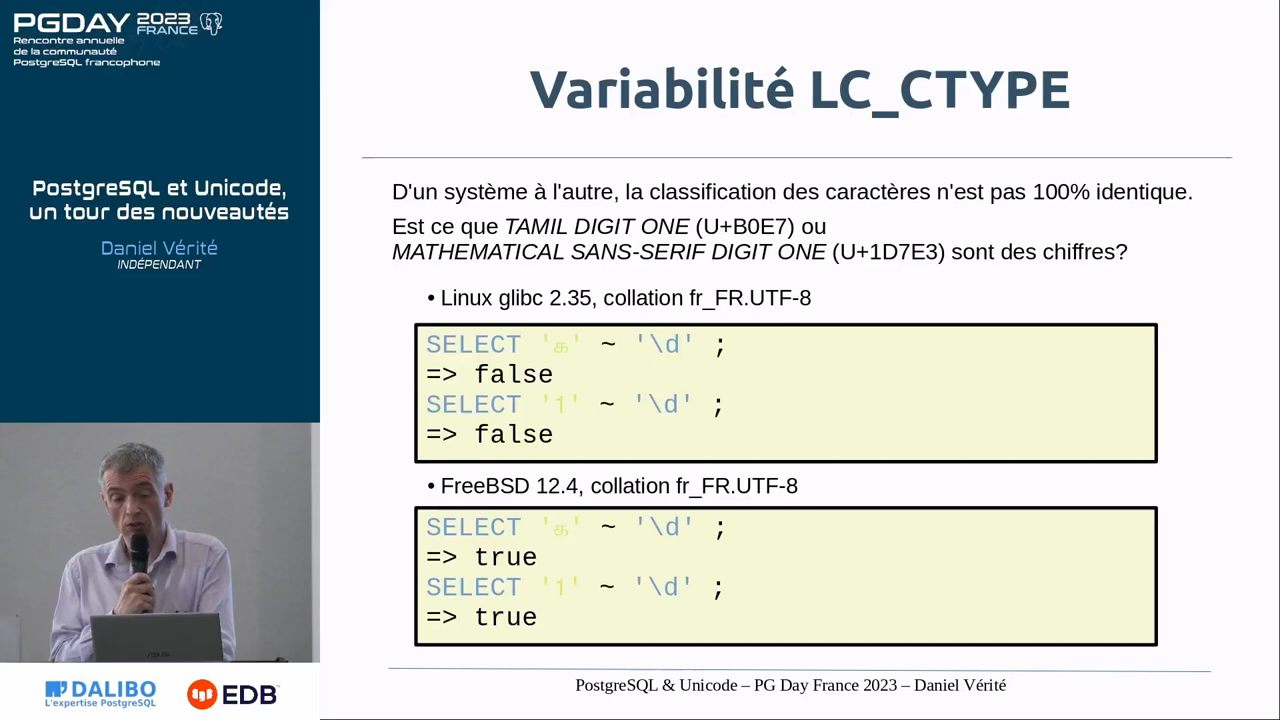 PGDAY 2023 FRANCE
Rencontre annuelle
de la communauté
PostgreSQL francophone
PostgreSQL et Unicode,
un tour des nouveautés
Daniel Vérité
INDÉPENDANT
DALIBO
L'expertise PostgreSQL
EDB
Variabilité LC_CTYPE
D'un système à l'autre, la classification des caractères n'est pas 100% identique.
Est ce que TAMIL DIGIT ONE (U+B0E7) ou
MATHEMATICAL SANS-SERIF DIGIT ONE (U+1D7E3) sont des chiffres?
• Linux glibc 2.35, collation fr_FR.UTF-8
SELECT '௧' ~ '\d' ;
=> false
SELECT '𝟣' ~ '\d' ;
=> false
• FreeBSD 12.4, collation fr_FR.UTF-8
SELECT '௧' ~ '\d' ;
=> true
SELECT '𝟣' ~ '\d' ;
=> true
PostgreSQL & Unicode – PG Day France 2023 – Daniel Vérité